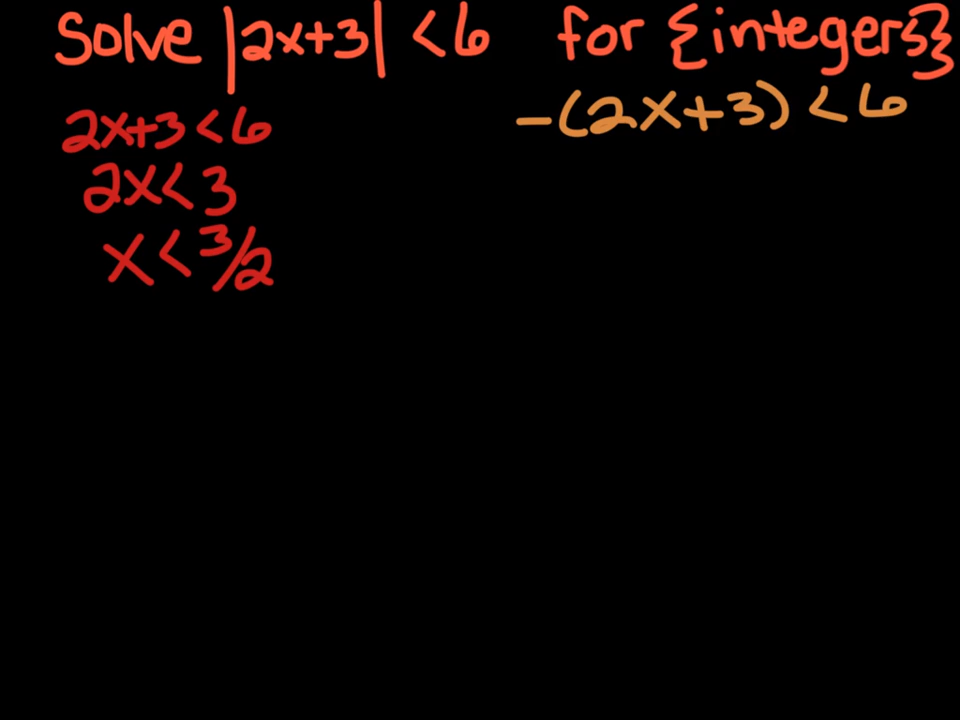 Solve |2x+3| < 6 for {integers}
2x+3 < 6
-(2x+3) < 6
2x < 3
x < 3/2